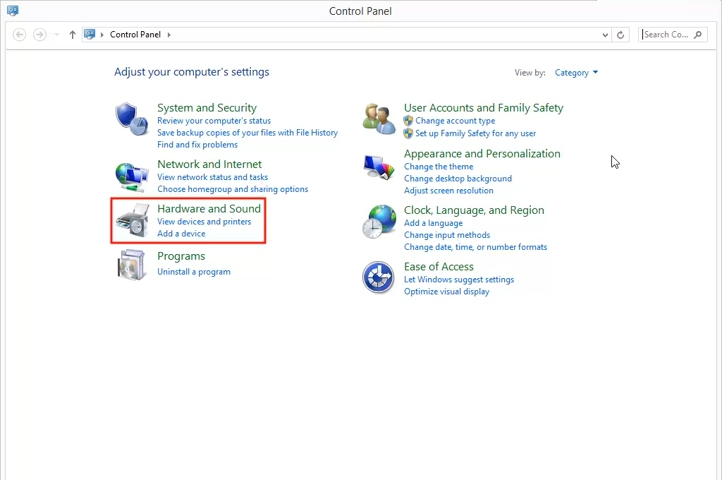 Control Panel
Control Panel
Search Co...
Adjust your computer's settings
View by: Category
System and Security
Review your computer's status
Save backup copies of your files with File History
Find and fix problems
Network and Internet
View network status and tasks
Choose homegroup and sharing options
Hardware and Sound
View devices and printers
Add a device
Programs
Uninstall a program
User Accounts and Family Safety
Change account type
Set up Family Safety for any user
Appearance and Personalization
Change the theme
Change desktop background
Adjust screen resolution
Clock, Language, and Region
Add a language
Change input methods
Change date, time, or number formats
Ease of Access
Let Windows suggest settings
Optimize visual display